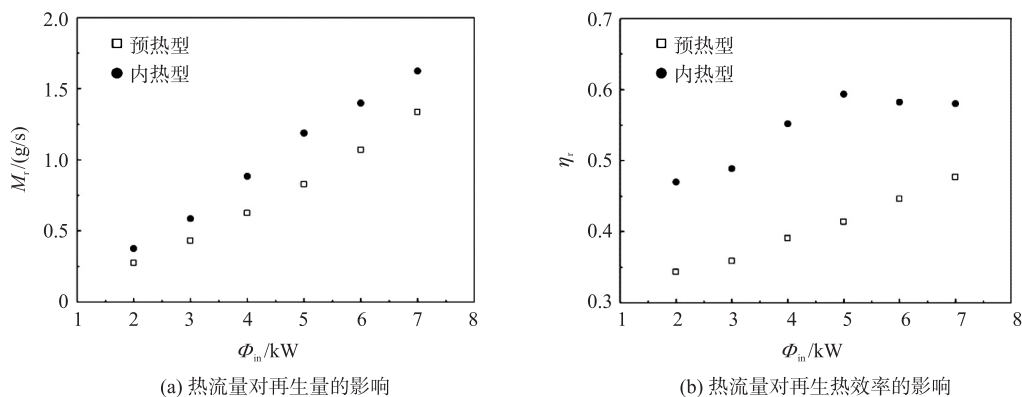 2.0
1.5
1.0
0.5
0
M_r/(g/s)
□ 预热型
● 内热型
1 2 3 4 5 6 7 8
Φ_in/kW
(a) 热流量对再生量的影响
0.7
0.6
0.5
0.4
0.3
η_r
□ 预热型
● 内热型
1 2 3 4 5 6 7 8
Φ_in/kW
(b) 热流量对再生热效率的影响